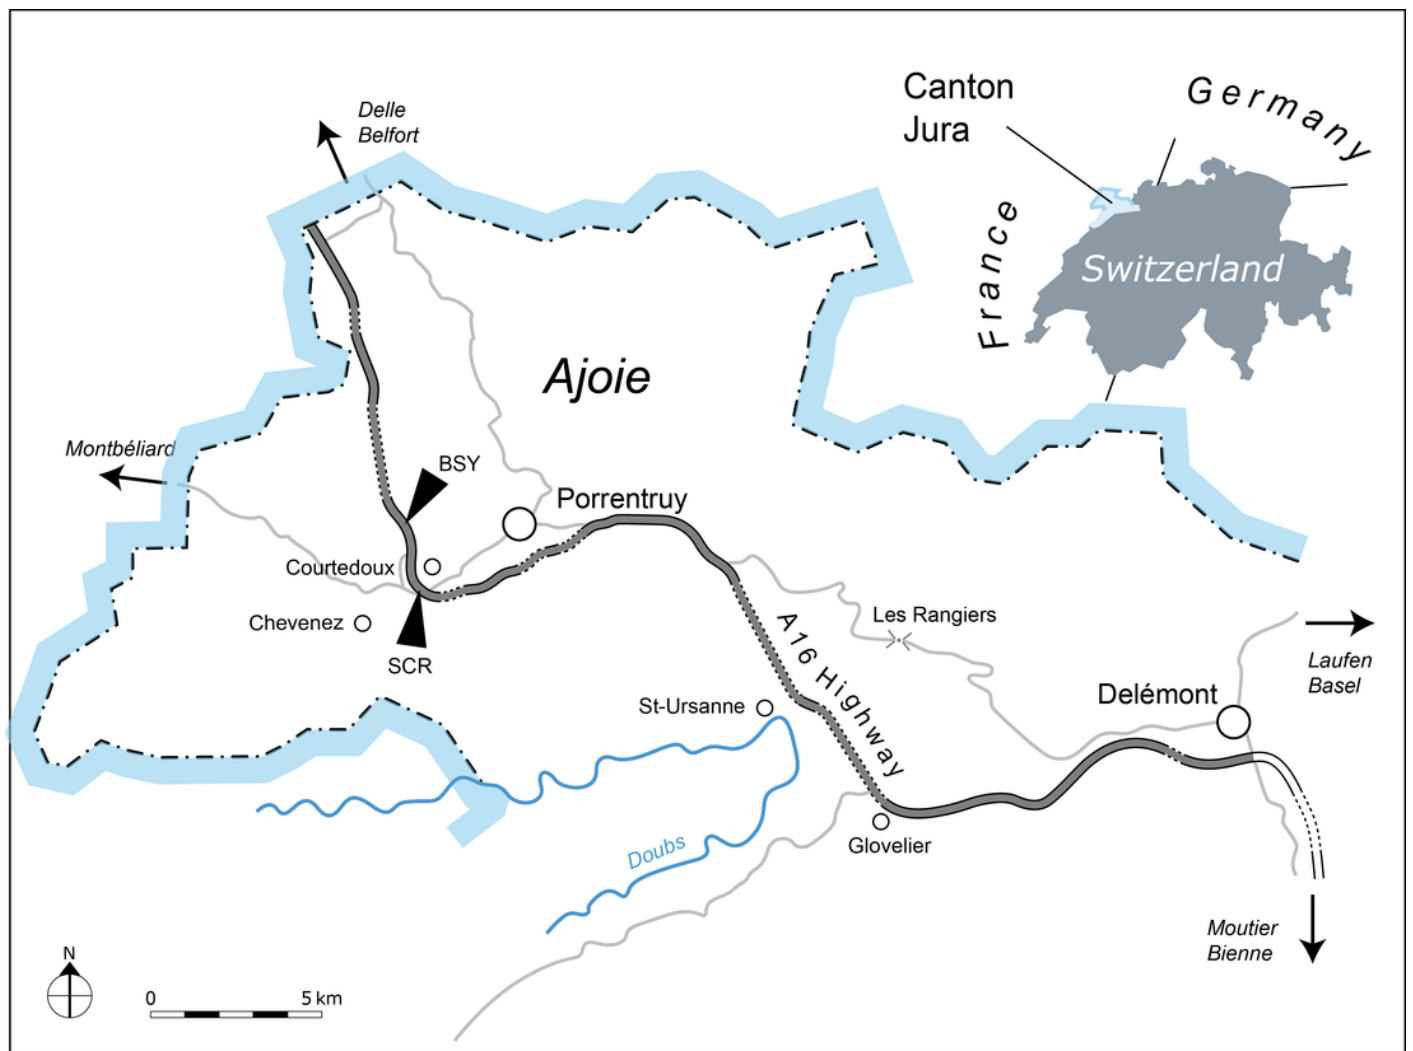 Delle
Belfort
Canton
Jura
Germany
France
Switzerland
Ajoie
Montbéliard
BSY
Porrentruy
Courtedoux
Chevenez
SCR
A16 Highway
Les Rangiers
Laufen
Basel
St-Ursanne
Delémont
Doubs
Glovelier
Moutier
Bienne
N
0 5 km